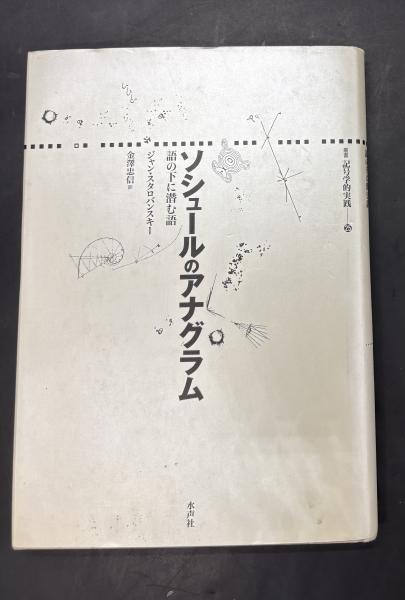 叢書 記号学的実践──25
ソシュールのアナグラム
語の下に潜む語
ジャン・スタロバンスキー
金澤忠信 訳
水声社